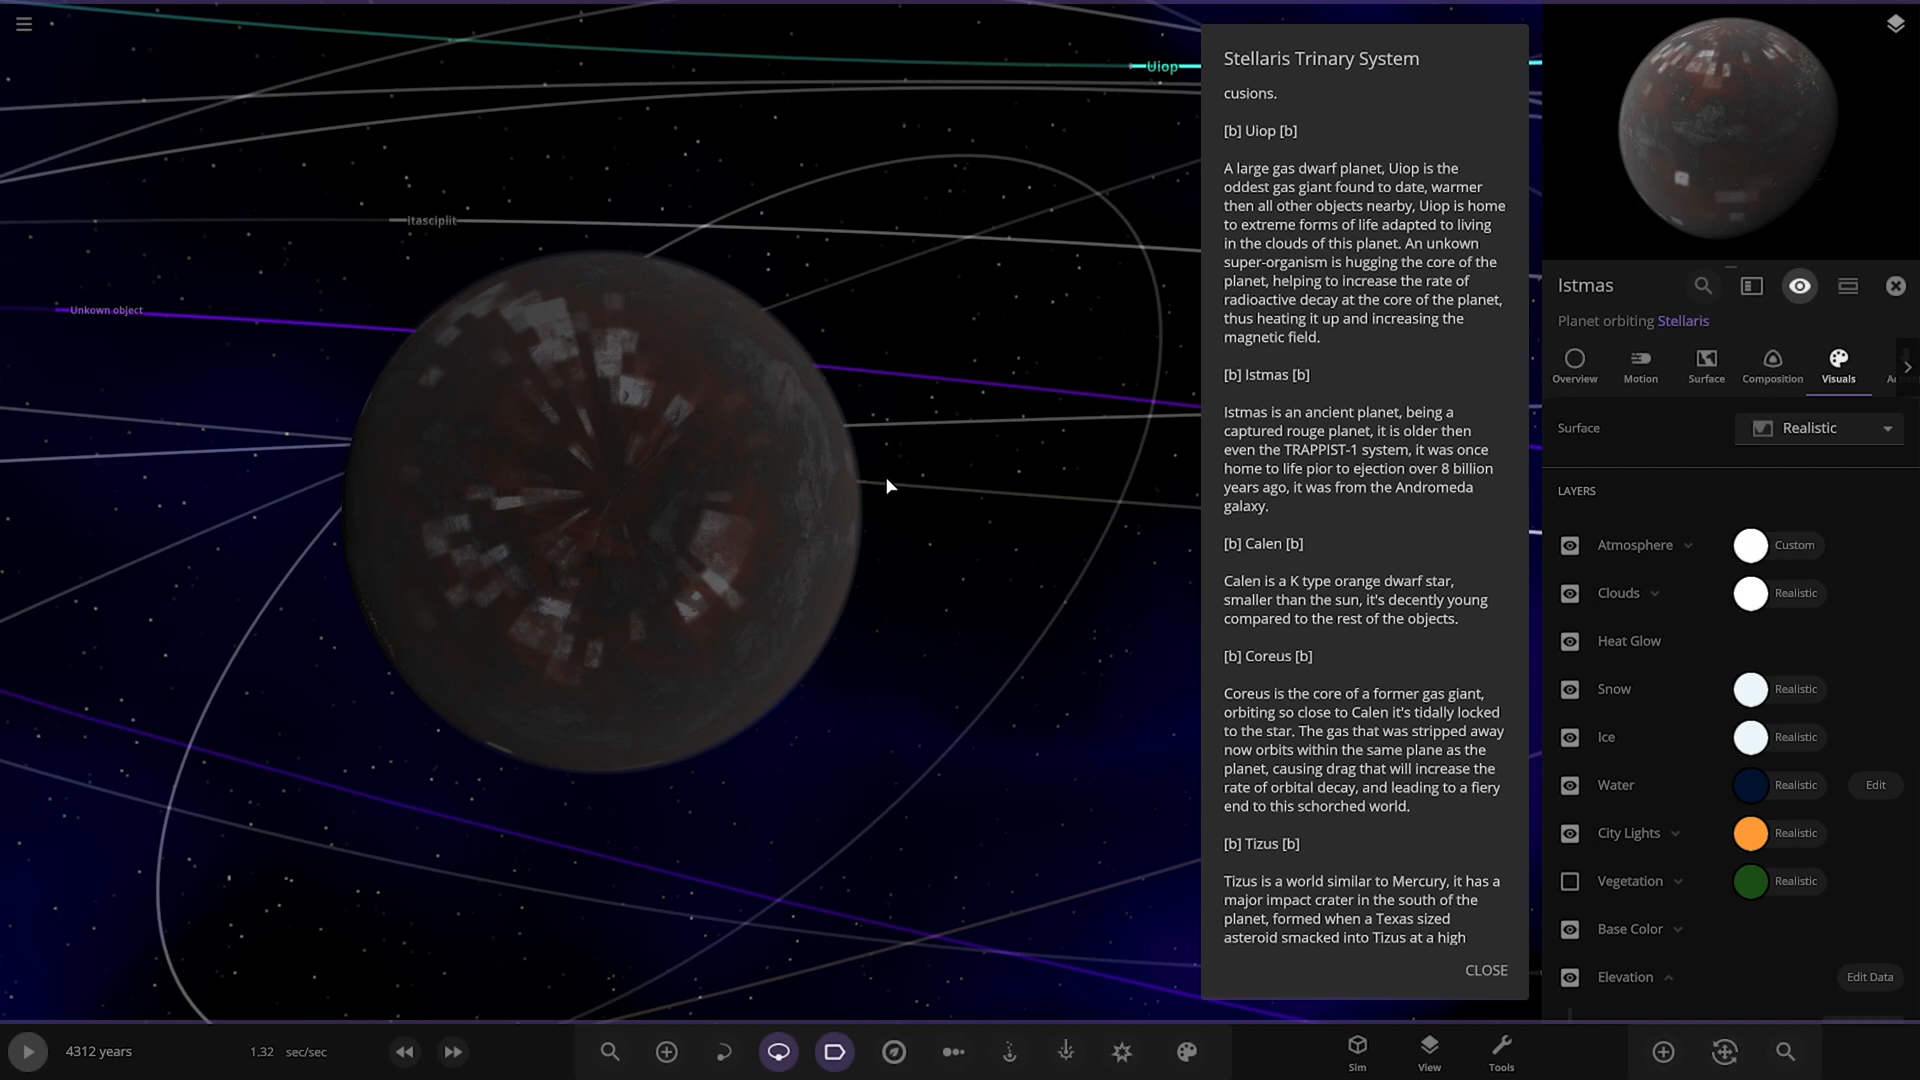 Uiop
Itasciplit
Unkown object
Stellaris Trinary System
cusions.
[b] Uiop [b]
A large gas dwarf planet, Uiop is the
oddest gas giant found to date, warmer
then all other objects nearby, Uiop is home
to extreme forms of life adapted to living
in the clouds of this planet. An unkown
super-organism is hugging the core of the
planet, helping to increase the rate of
radioactive decay at the core of the planet,
thus heating it up and increasing the
magnetic field.
[b] Istmas [b]
Istmas is an ancient planet, being a
captured rouge planet, it is older then
even the TRAPPIST-1 system, it was once
home to life pior to ejection over 8 billion
years ago, it was from the Andromeda
galaxy.
[b] Calen [b]
Calen is a K type orange dwarf star,
smaller than the sun, it's decently young
compared to the rest of the objects.
[b] Coreus [b]
Coreus is the core of a former gas giant,
orbiting so close to Calen it's tidally locked
to the star. The gas that was stripped away
now orbits within the same plane as the
planet, causing drag that will increase the
rate of orbital decay, and leading to a fiery
end to this schorched world.
[b] Tizus [b]
Tizus is a world similar to Mercury, it has a
major impact crater in the south of the
planet, formed when a Texas sized
asteroid smacked into Tizus at a high
CLOSE
Istmas
Planet orbiting Stellaris
Overview Motion Surface Composition Visuals
Surface Realistic
LAYERS
Atmosphere Custom
Clouds Realistic
Heat Glow
Snow Realistic
Ice Realistic
Water Realistic Edit
City Lights Realistic
Vegetation Realistic
Base Color
Elevation Edit Data
4312 years 1.32 sec/sec
Sim View Tools